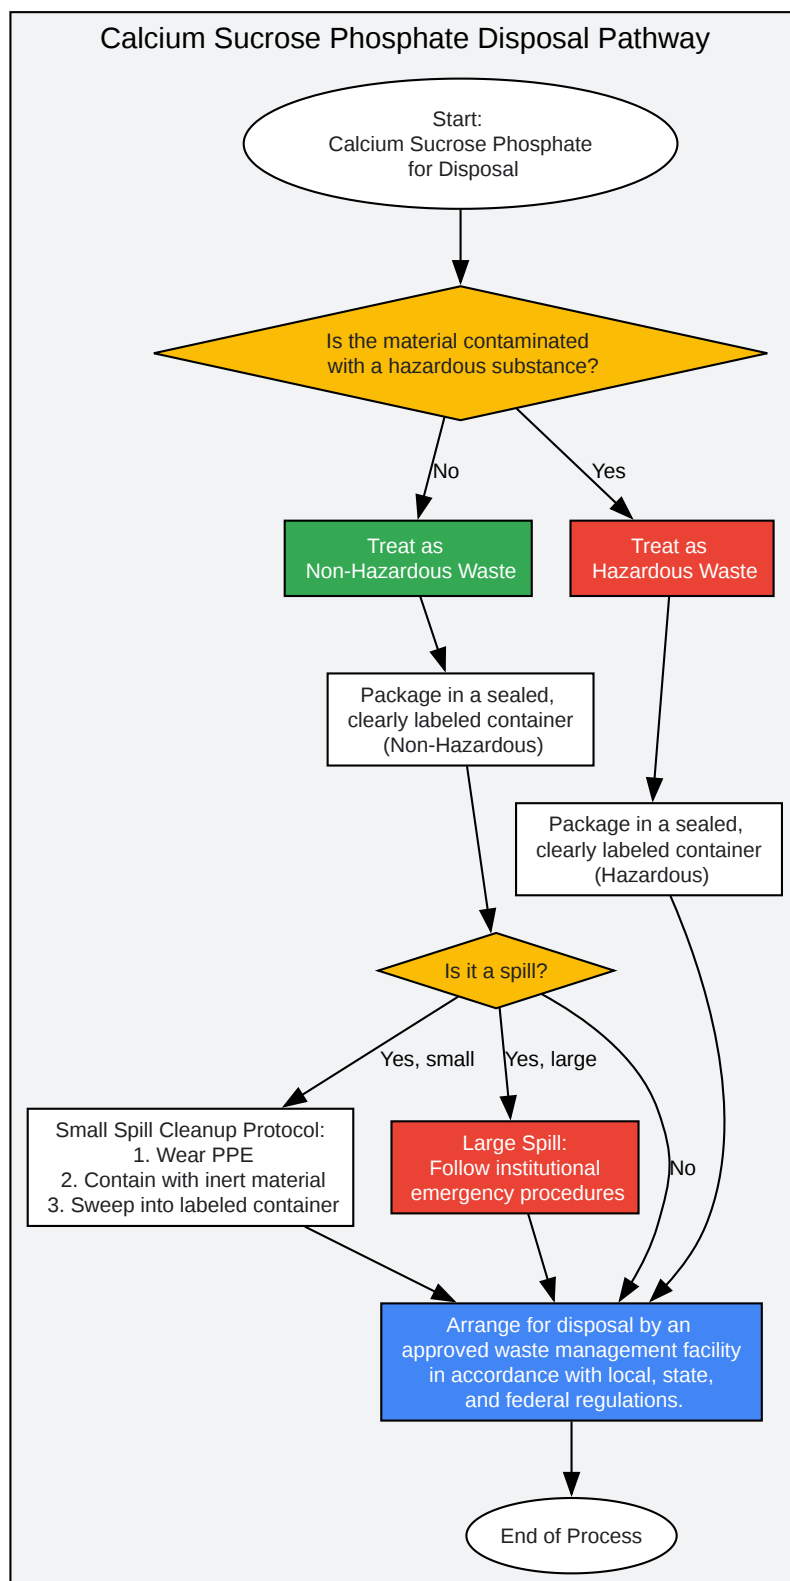 Calcium Sucrose Phosphate Disposal Pathway
Start:
Calcium Sucrose Phosphate
for Disposal
Is the material contaminated
with a hazardous substance?
No
Yes
Treat as
Non-Hazardous Waste
Treat as
Hazardous Waste
Package in a sealed,
clearly labeled container
(Non-Hazardous)
Package in a sealed,
clearly labeled container
(Hazardous)
Is it a spill?
Yes, small
Yes, large
No
Small Spill Cleanup Protocol:
1. Wear PPE
2. Contain with inert material
3. Sweep into labeled container
Large Spill:
Follow institutional
emergency procedures
Arrange for disposal by an
approved waste management facility
in accordance with local, state,
and federal regulations.
End of Process